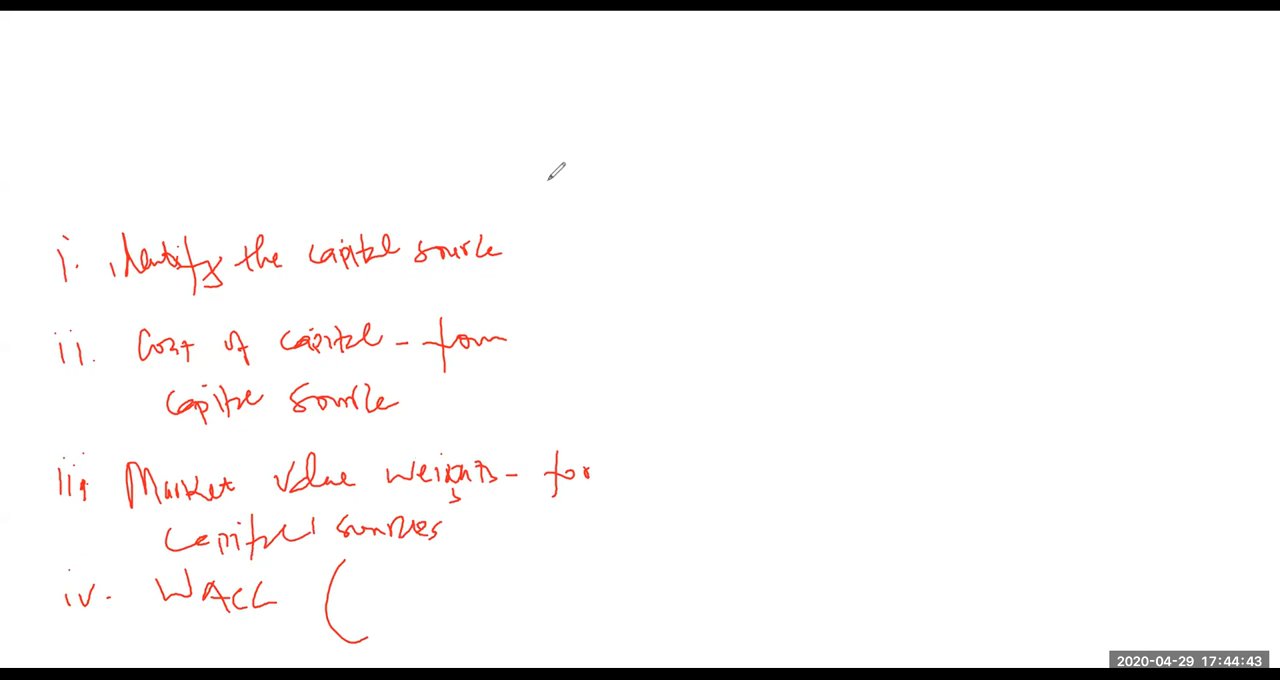 i. identify the capital source
ii. Cost of capital - from
capital source
iii Market value weights - for
capital sources
iv. WACC (
2020-04-29 17:44:43